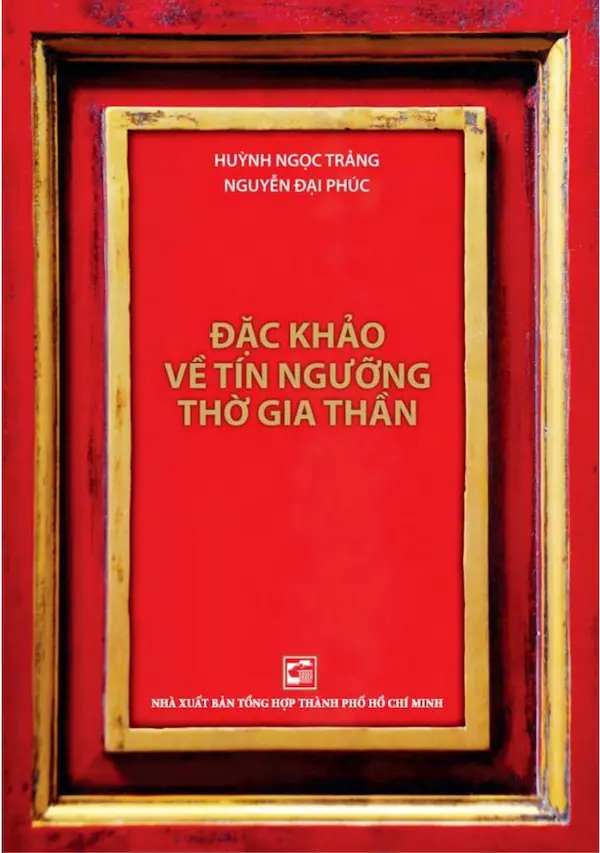 HUỲNH NGỌC TRẢNG
NGUYỄN ĐẠI PHÚC
ĐẶC KHẢO
VỀ TÍN NGƯỠNG
THỜ GIA THẦN
NHÀ XUẤT BẢN TỔNG HỢP THÀNH PHỐ HỒ CHÍ MINH